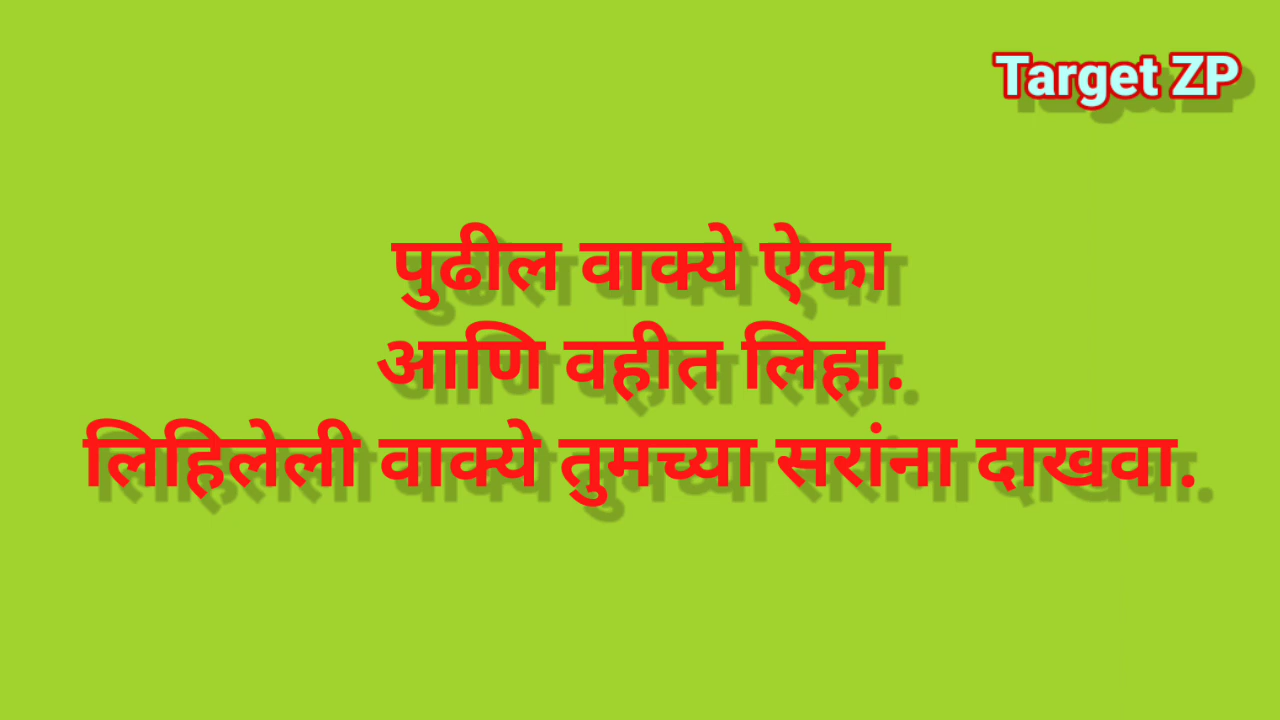 Target ZP
पुढील वाक्ये ऐका
आणि वहीत लिहा.
लिहिलेली वाक्ये तुमच्या सरांना दाखवा.